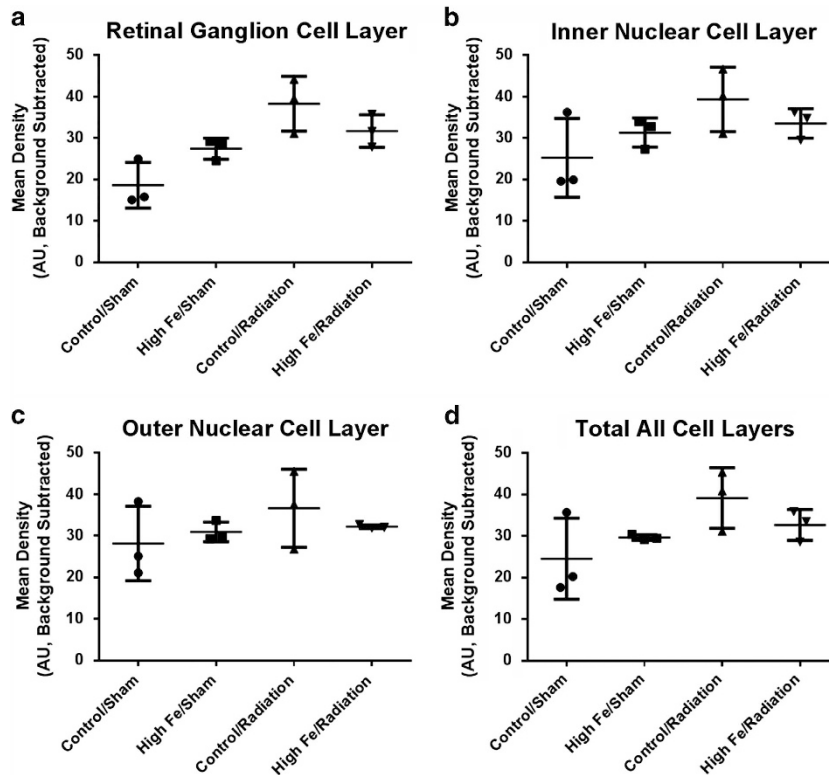 a
Retinal Ganglion Cell Layer
Mean Density
(AU, Background Subtracted)
50
40
30
20
10
0
Control/Sham
High Fe/Sham
Control/Radiation
High Fe/Radiation
b
Inner Nuclear Cell Layer
Mean Density
(AU, Background Subtracted)
50
40
30
20
10
0
Control/Sham
High Fe/Sham
Control/Radiation
High Fe/Radiation
c
Outer Nuclear Cell Layer
Mean Density
(AU, Background Subtracted)
50
40
30
20
10
0
Control/Sham
High Fe/Sham
Control/Radiation
High Fe/Radiation
d
Total All Cell Layers
Mean Density
(AU, Background Subtracted)
50
40
30
20
10
0
Control/Sham
High Fe/Sham
Control/Radiation
High Fe/Radiation